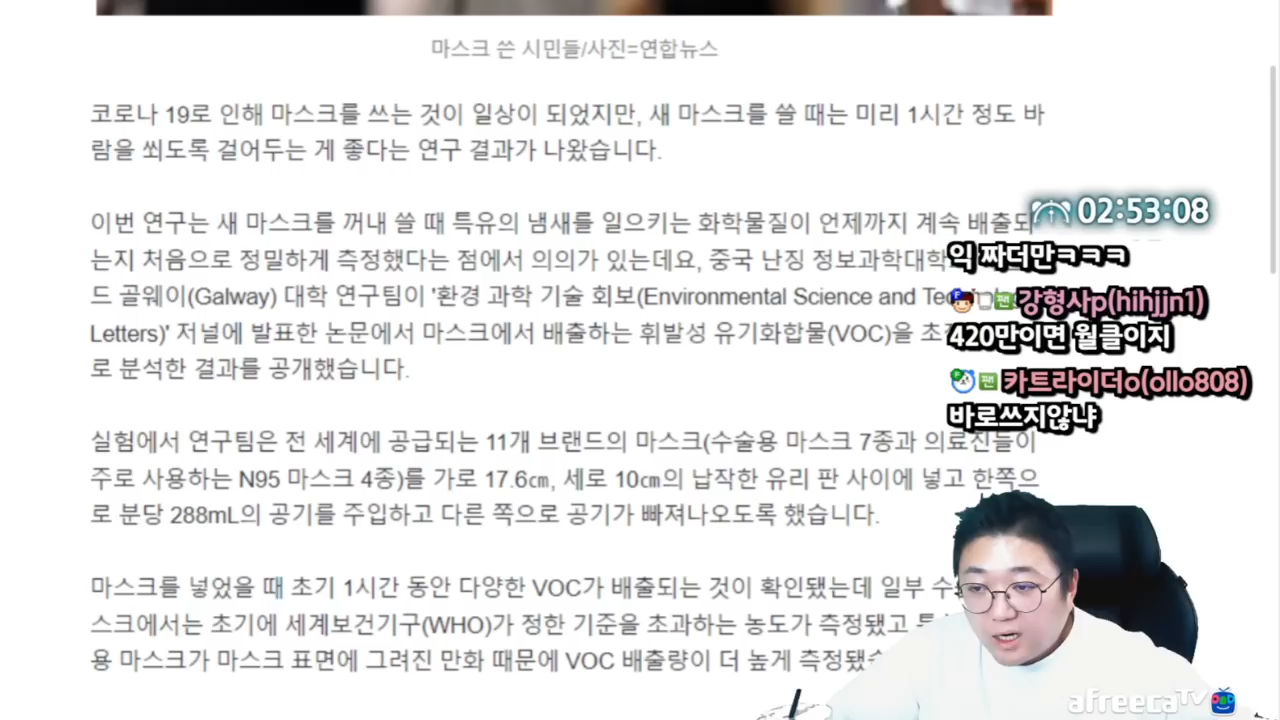 마스크 쓴 시민들/사진=연합뉴스
코로나 19로 인해 마스크를 쓰는 것이 일상이 되었지만, 새 마스크를 쓸 때는 미리 1시간 정도 바
람을 쐬도록 걸어두는 게 좋다는 연구 결과가 나왔습니다.
이번 연구는 새 마스크를 꺼내 쓸 때 특유의 냄새를 일으키는 화학물질이 언제까지 계속 배출되
는지 처음으로 정밀하게 측정했다는 점에서 의의가 있는데요, 중국 난징 정보과학대학
드 골웨이(Galway) 대학 연구팀이 '환경 과학 기술 회보(Environmental Science and
Letters)' 저널에 발표한 논문에서 마스크에서 배출하는 휘발성 유기화합물(VOC)을
로 분석한 결과를 공개했습니다.
실험에서 연구팀은 전 세계에 공급되는 11개 브랜드의 마스크(수술용 마스크 7종과 의료진들이
주로 사용하는 N95 마스크 4종)를 가로 17.6㎝, 세로 10㎝의 납작한 유리 판 사이에 넣고 한쪽으
로 분당 288mL의 공기를 주입하고 다른 쪽으로 공기가 빠져나오도록 했습니다.
마스크를 넣었을 때 초기 1시간 동안 다양한 VOC가 배출되는 것이 확인됐는데 일부
스크에서는 초기에 세계보건기구(WHO)가 정한 기준을 초과하는 농도가 측정됐고
용 마스크가 마스크 표면에 그려진 만화 때문에 VOC 배출량이 더 높게
02:53:08
익 짜더만ㅋㅋㅋ
팬 강형사p(hihjjn1)
420만이면 월클이지
팬 카트라이더o(ollo808)
바로쓰지않냐
afreecaTV